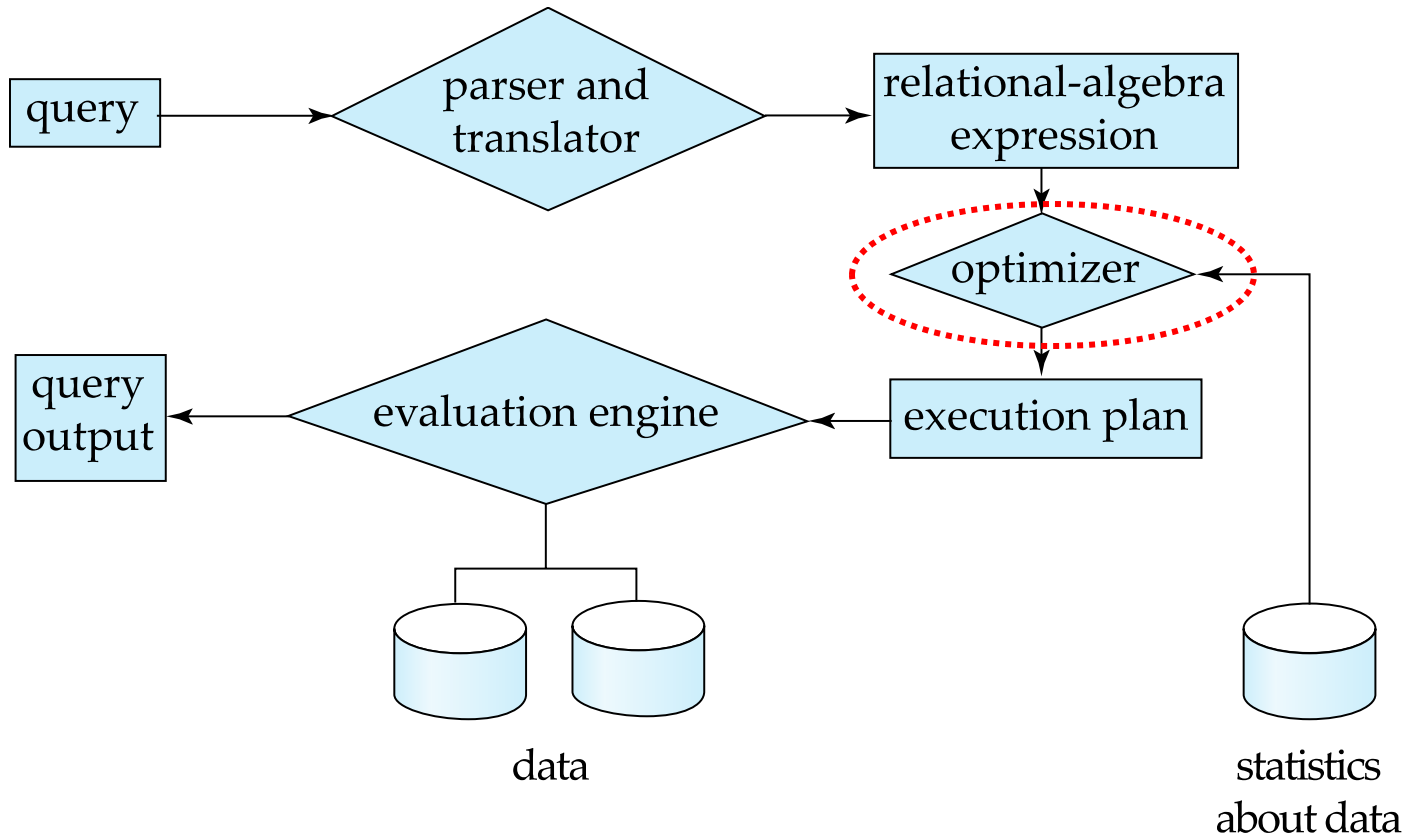 query
parser and
translator
relational-algebra
expression
optimizer
query
output
evaluation engine
execution plan
data
statistics
about data